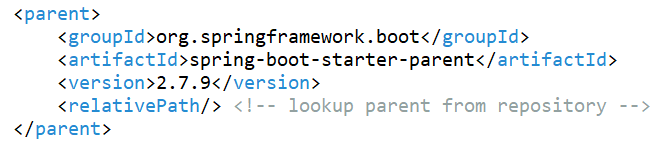 <parent>
    <groupId>org.springframework.boot</groupId>
    <artifactId>spring-boot-starter-parent</artifactId>
    <version>2.7.9</version>
    <relativePath/> <!-- lookup parent from repository -->
</parent>